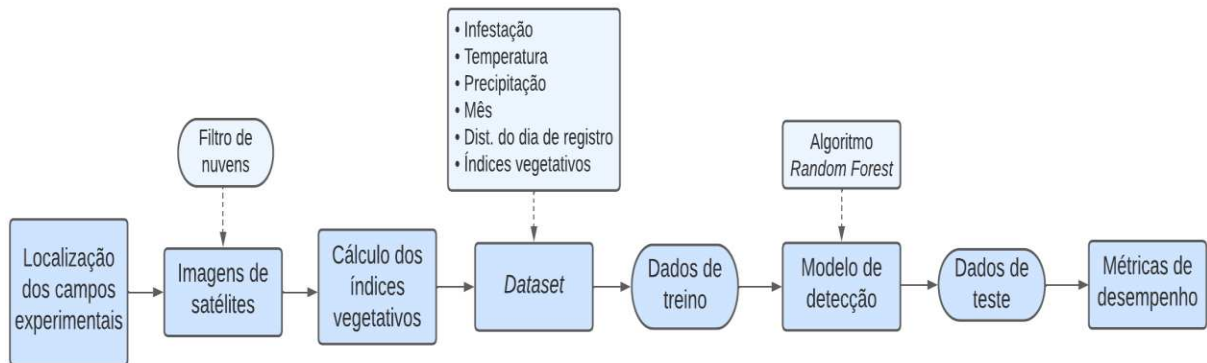 • Infestação
• Temperatura
• Precipitação
• Mês
• Dist. do dia de registro
• Índices vegetativos
Filtro de
nuvens
Algoritmo
Random Forest
Localização
dos campos
experimentais
Imagens de
satélites
Cálculo dos
índices
vegetativos
Dataset
Dados de
treino
Modelo de
detecção
Dados de
teste
Métricas de
desempenho